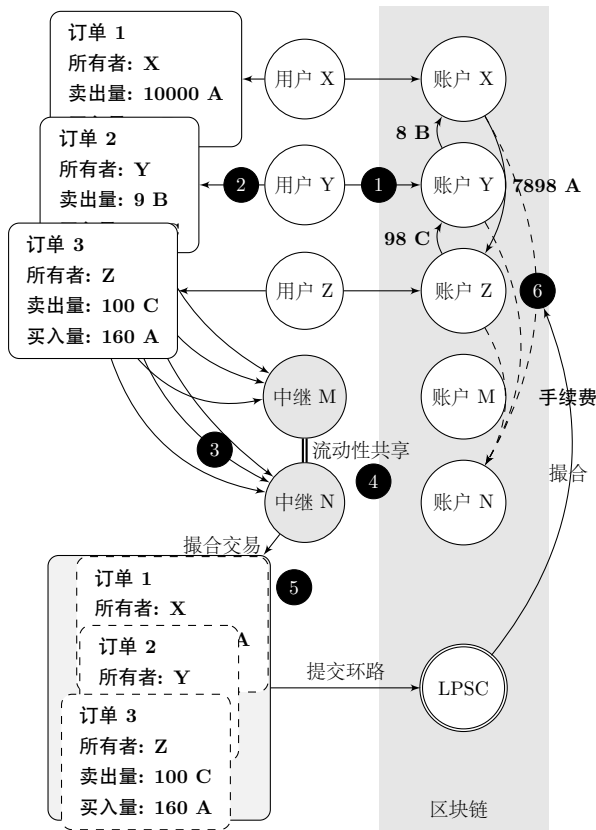 订单 1
所有者: X
卖出量: 10000 A
订单 2
所有者: Y
卖出量: 9 B
订单 3
所有者: Z
卖出量: 100 C
买入量: 160 A
用户 X
用户 Y
用户 Z
2
1
账户 X
8 B
账户 Y
7898 A
98 C
账户 Z
6
中继 M
账户 M
手续费
3
流动性共享
4
中继 N
账户 N
撮合
撮合交易
5
订单 1
所有者: X
A
订单 2
所有者: Y
订单 3
所有者: Z
卖出量: 100 C
买入量: 160 A
提交环路
LPSC
区块链